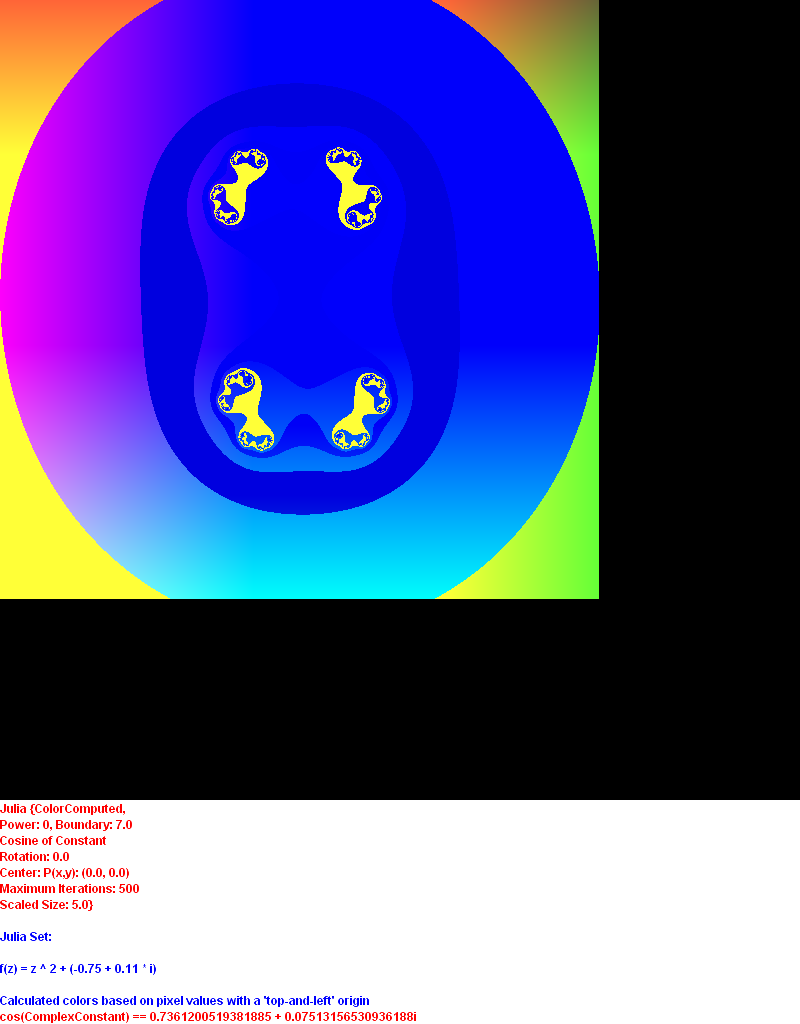 Julia {ColorComputed,
Power: 0, Boundary: 7.0
Cosine of Constant
Rotation: 0.0
Center: P(x,y): (0.0, 0.0)
Maximum Iterations: 500
Scaled Size: 5.0}
Julia Set:
f(z) = z ^ 2 + (-0.75 + 0.11 * i)
Calculated colors based on pixel values with a 'top-and-left' origin
cos(ComplexConstant) == 0.7361200519381885 + 0.07513156530936188i